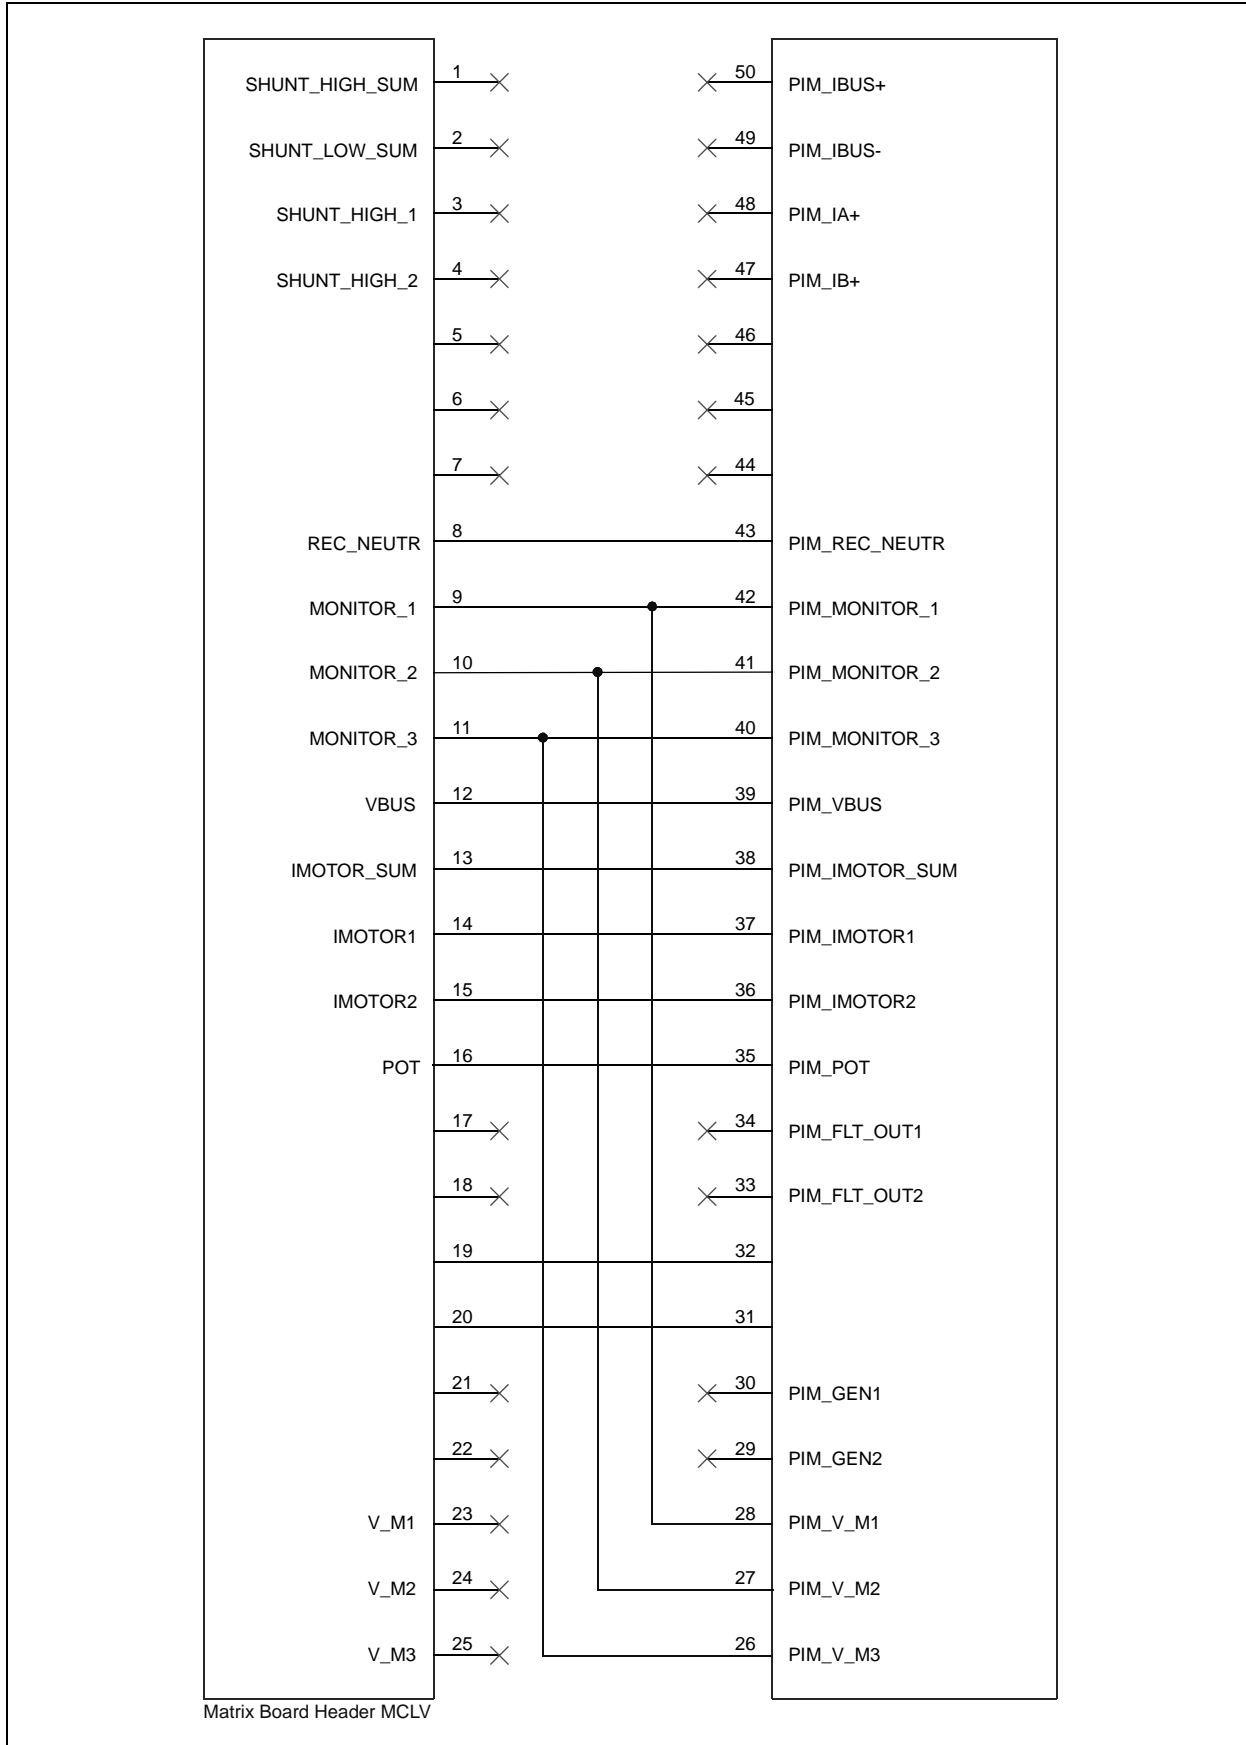 SHUNT_HIGH_SUM 1 50 PIM_IBUS+
SHUNT_LOW_SUM 2 49 PIM_IBUS-
SHUNT_HIGH_1 3 48 PIM_IA+
SHUNT_HIGH_2 4 47 PIM_IB+
5 46
6 45
7 44
REC_NEUTR 8 43 PIM_REC_NEUTR
MONITOR_1 9 42 PIM_MONITOR_1
MONITOR_2 10 41 PIM_MONITOR_2
MONITOR_3 11 40 PIM_MONITOR_3
VBUS 12 39 PIM_VBUS
IMOTOR_SUM 13 38 PIM_IMOTOR_SUM
IMOTOR1 14 37 PIM_IMOTOR1
IMOTOR2 15 36 PIM_IMOTOR2
POT 16 35 PIM_POT
17 34 PIM_FLT_OUT1
18 33 PIM_FLT_OUT2
19 32
20 31
21 30 PIM_GEN1
22 29 PIM_GEN2
V_M1 23 28 PIM_V_M1
V_M2 24 27 PIM_V_M2
V_M3 25 26 PIM_V_M3
Matrix Board Header MCLV